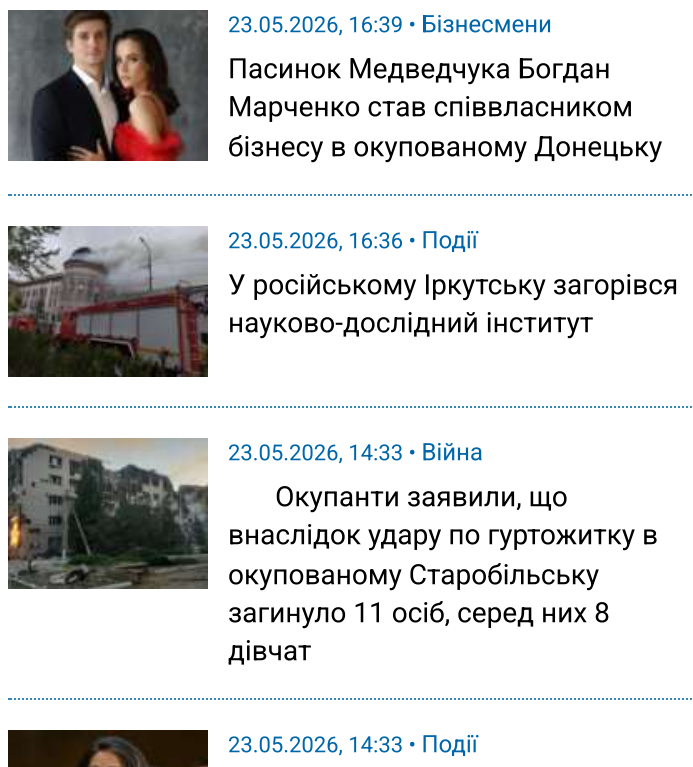 23.05.2026, 16:39 • Бізнесмени
Пасинок Медведчука Богдан
Марченко став співвласником
бізнесу в окупованому Донецьку
23.05.2026, 16:36 • Події
У російському Іркутську загорівся
науково-дослідний інститут
23.05.2026, 14:33 • Війна
Окупанти заявили, що
внаслідок удару по гуртожитку в
окупованому Старобільську
загинуло 11 осіб, серед них 8
дівчат
23.05.2026, 14:33 • Події